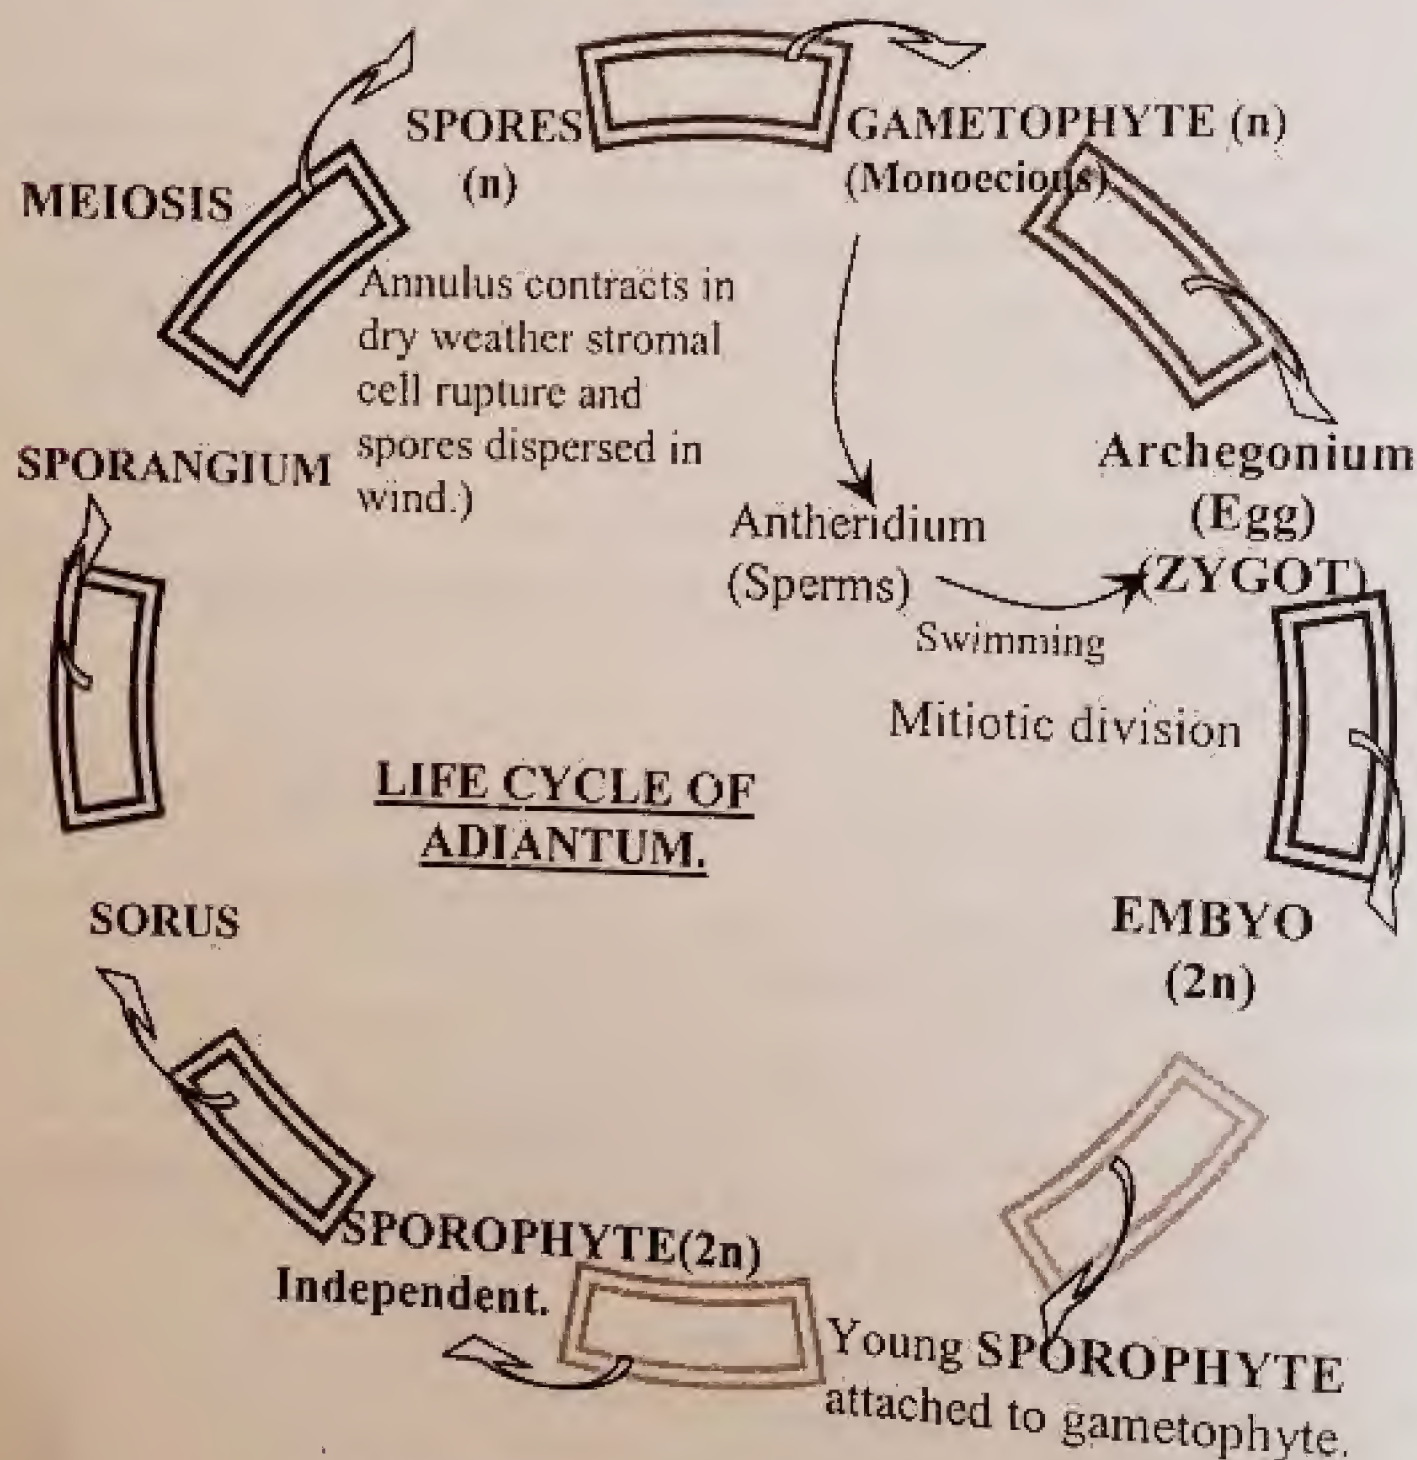 SPORES
(n)
GAMETOPHYTE (n)
(Monoecious)
MEIOSIS
Annulus contracts in
dry weather stromal
cell rupture and
spores dispersed in
wind.)
SPORANGIUM
Archegonium
(Egg)
(ZYGOT)
Antheridium
(Sperms)
Swimming
Mitiotic division
LIFE CYCLE OF
ADIANTUM.
SORUS
EMBYO
(2n)
SPOROPHYTE(2n)
Independent.
Young SPOROPHYTE
attached to gametophyte.